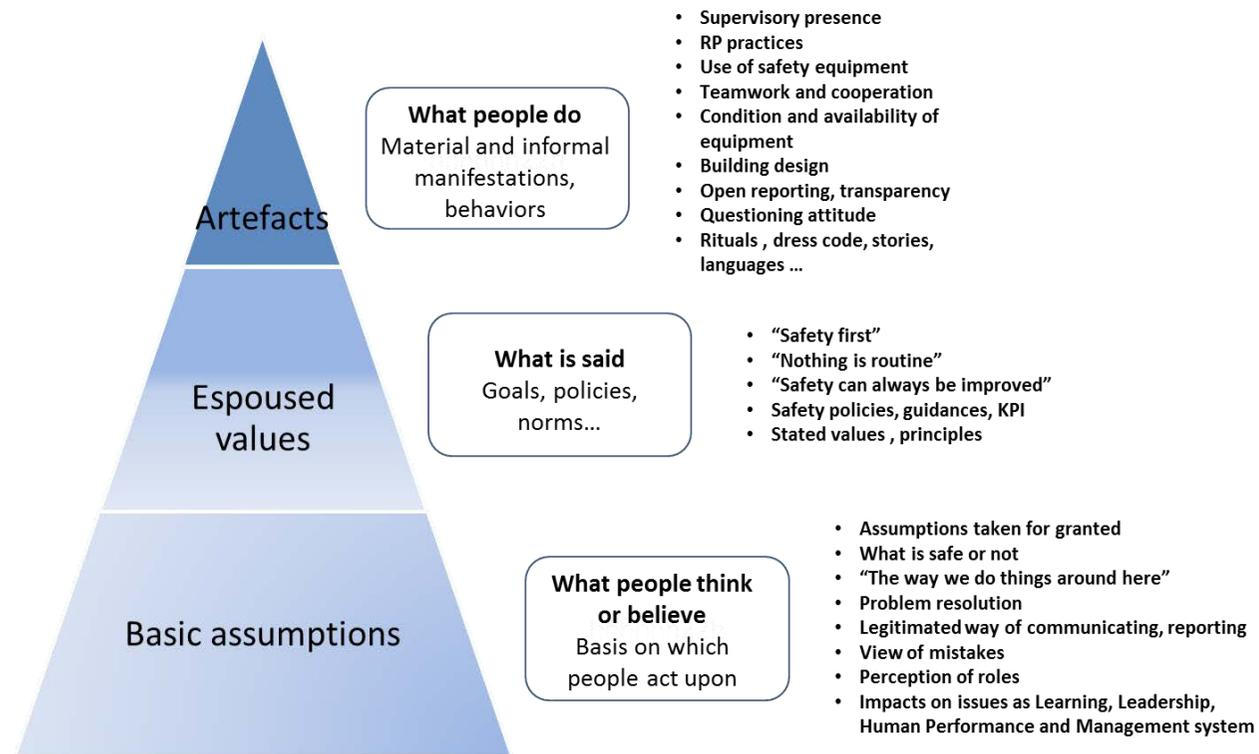 Artefacts
What people do
Material and informal
manifestations,
behaviors
• Supervisory presence
• RP practices
• Use of safety equipment
• Teamwork and cooperation
• Condition and availability of
equipment
• Building design
• Open reporting, transparency
• Questioning attitude
• Rituals , dress code, stories,
languages ...
Espoused
values
What is said
Goals, policies,
norms...
• “Safety first”
• “Nothing is routine”
• “Safety can always be improved”
• Safety policies, guidances, KPI
• Stated values , principles
Basic assumptions
What people think
or believe
Basis on which
people act upon
• Assumptions taken for granted
• What is safe or not
• “The way we do things around here”
• Problem resolution
• Legitimated way of communicating, reporting
• View of mistakes
• Perception of roles
• Impacts on issues as Learning, Leadership,
Human Performance and Management system